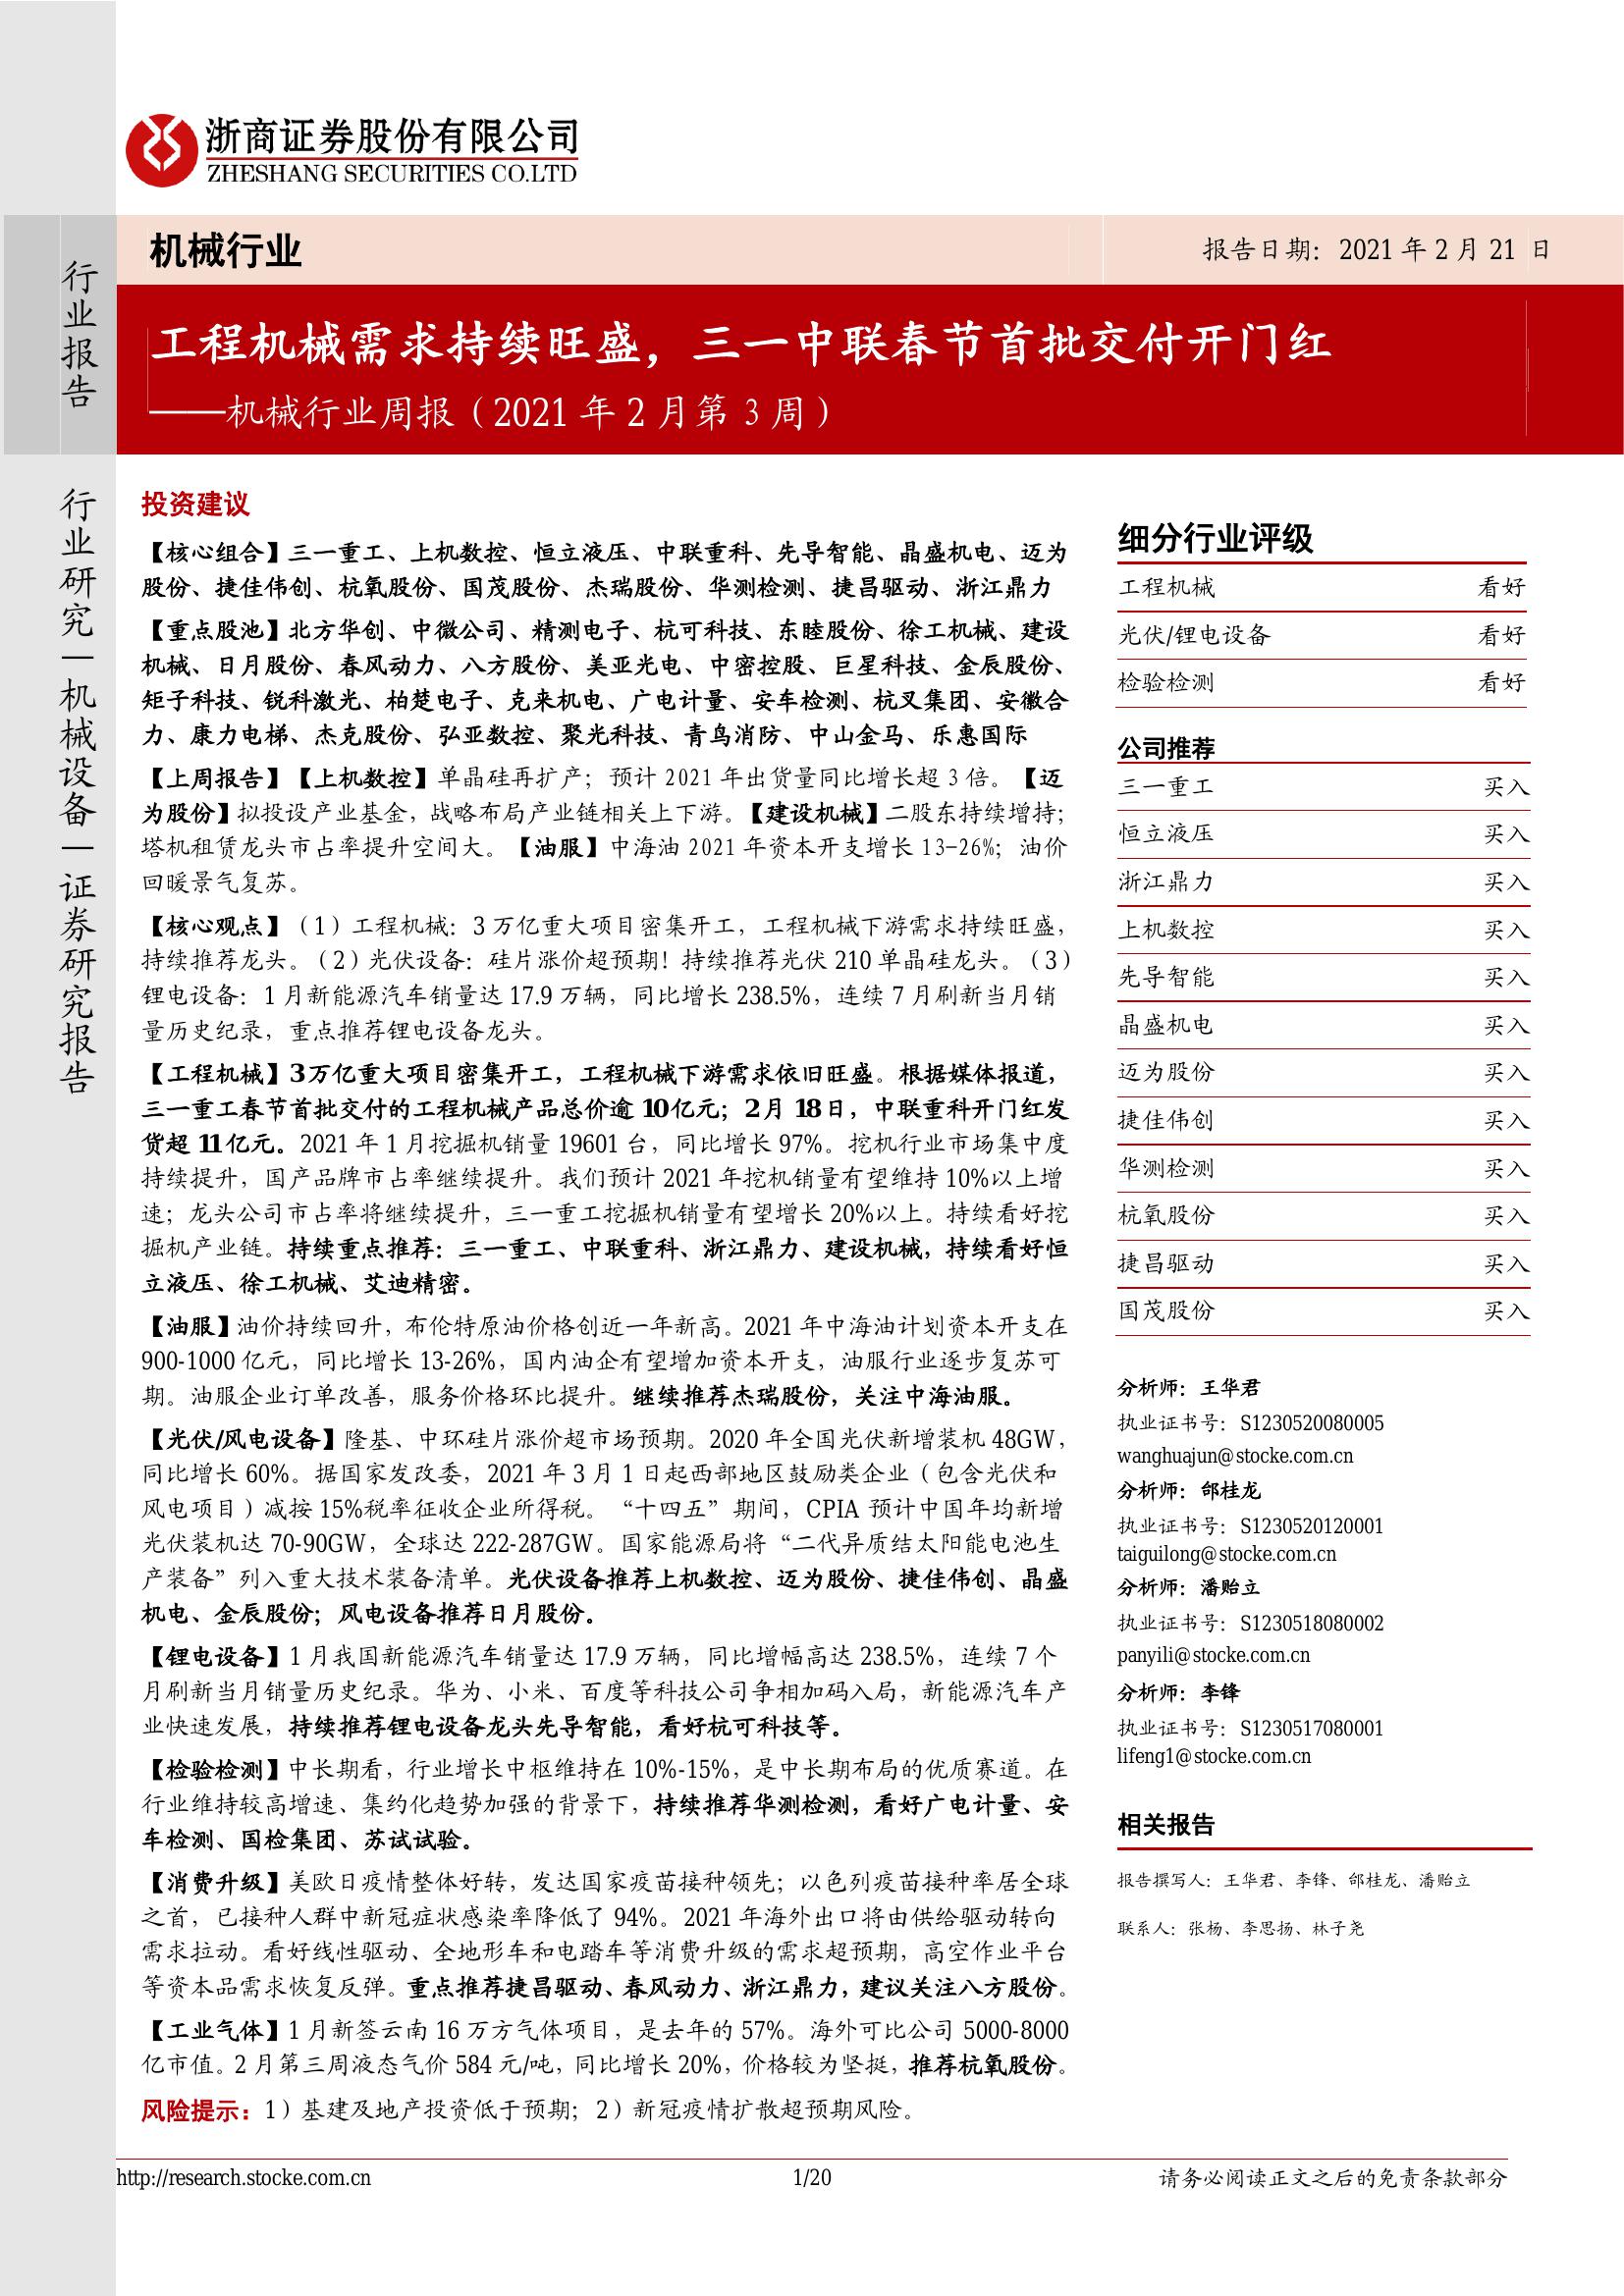 浙商证券股份有限公司
ZHESHANG SECURITIES CO.LTD
行业报告
机械行业
报告日期：2021 年 2 月 21 日
工程机械需求持续旺盛，三一中联春节首批交付开门红
——机械行业周报（2021 年 2 月第 3 周）
行业研究｜机械设备｜证券研究报告
投资建议
【核心组合】三一重工、上机数控、恒立液压、中联重科、先导智能、晶盛机电、迈为
股份、捷佳伟创、杭氧股份、国茂股份、杰瑞股份、华测检测、捷昌驱动、浙江鼎力
【重点股池】北方华创、中微公司、精测电子、杭可科技、东睦股份、徐工机械、建设
机械、日月股份、春风动力、八方股份、美亚光电、中密控股、巨星科技、金辰股份、
矩子科技、锐科激光、柏楚电子、克来机电、广电计量、安车检测、杭叉集团、安徽合
力、康力电梯、杰克股份、弘亚数控、聚光科技、青鸟消防、中山金马、乐惠国际
【上周报告】【上机数控】单晶硅再扩产；预计 2021 年出货量同比增长超 3 倍。【迈
为股份】拟投设产业基金，战略布局产业链相关上下游。【建设机械】二股东持续增持；
塔机租赁龙头市占率提升空间大。【油服】中海油 2021 年资本开支增长 13-26%；油价
回暖景气复苏。
【核心观点】（1）工程机械：3 万亿重大项目密集开工，工程机械下游需求持续旺盛，
持续推荐龙头。（2）光伏设备：硅片涨价超预期！持续推荐光伏 210 单晶硅龙头。（3）
锂电设备：1 月新能源汽车销量达 17.9 万辆，同比增长 238.5%，连续 7 月刷新当月销
量历史纪录，重点推荐锂电设备龙头。
【工程机械】3 万亿重大项目密集开工，工程机械下游需求依旧旺盛。根据媒体报道，
三一重工春节首批交付的工程机械产品总价逾 10 亿元；2 月 18 日，中联重科开门红发
货超 11 亿元。2021 年 1 月挖掘机销量 19601 台，同比增长 97%。挖机行业市场集中度
持续提升，国产品牌市占率继续提升。我们预计 2021 年挖机销量有望维持 10%以上增
速；龙头公司市占率将继续提升，三一重工挖掘机销量有望增长 20%以上。持续看好挖
掘机产业链。持续重点推荐：三一重工、中联重科、浙江鼎力、建设机械，持续看好恒
立液压、徐工机械、艾迪精密。
【油服】油价持续回升，布伦特原油价格创近一年新高。2021 年中海油计划资本开支在
900-1000 亿元，同比增长 13-26%，国内油企有望增加资本开支，油服行业逐步复苏可
期。油服企业订单改善，服务价格环比提升。继续推荐杰瑞股份，关注中海油服。
【光伏/风电设备】隆基、中环硅片涨价超市场预期。2020 年全国光伏新增装机 48GW，
同比增长 60%。据国家发改委，2021 年 3 月 1 日起西部地区鼓励类企业（包含光伏和
风电项目）减按 15%税率征收企业所得税。“十四五”期间，CPIA 预计中国年均新增
光伏装机达 70-90GW，全球达 222-287GW。国家能源局将“二代异质结太阳能电池生
产装备”列入重大技术装备清单。光伏设备推荐上机数控、迈为股份、捷佳伟创、晶盛
机电、金辰股份；风电设备推荐日月股份。
【锂电设备】1 月我国新能源汽车销量达 17.9 万辆，同比增幅高达 238.5%，连续 7 个
月刷新当月销量历史纪录。华为、小米、百度等科技公司争相加码入局，新能源汽车产
业快速发展，持续推荐锂电设备龙头先导智能，看好杭可科技等。
【检验检测】中长期看，行业增长中枢维持在 10%-15%，是中长期布局的优质赛道。在
行业维持较高增速、集约化趋势加强的背景下，持续推荐华测检测，看好广电计量、安
车检测、国检集团、苏试试验。
【消费升级】美欧日疫情整体好转，发达国家疫苗接种领先；以色列疫苗接种率居全球
之首，已接种人群中新冠症状感染率降低了 94%。2021 年海外出口将由供给驱动转向
需求拉动。看好线性驱动、全地形车和电踏车等消费升级的需求超预期，高空作业平台
等资本品需求恢复反弹。重点推荐捷昌驱动、春风动力、浙江鼎力，建议关注八方股份。
【工业气体】1 月新签云南 16 万方气体项目，是去年的 57%。海外可比公司 5000-8000
亿市值。2 月第三周液态气价 584 元/吨，同比增长 20%，价格较为坚挺，推荐杭氧股份。
风险提示：1）基建及地产投资低于预期；2）新冠疫情扩散超预期风险。
细分行业评级
工程机械 看好
光伏/锂电设备 看好
检验检测 看好
公司推荐
三一重工 买入
恒立液压 买入
浙江鼎力 买入
上机数控 买入
先导智能 买入
晶盛机电 买入
迈为股份 买入
捷佳伟创 买入
华测检测 买入
杭氧股份 买入
捷昌驱动 买入
国茂股份 买入
分析师：王华君
执业证书号：S1230520080005
wanghuajun@stocke.com.cn
分析师：邰桂龙
执业证书号：S1230520120001
taiguilong@stocke.com.cn
分析师：潘贻立
执业证书号：S1230518080002
panyili@stocke.com.cn
分析师：李锋
执业证书号：S1230517080001
lifeng1@stocke.com.cn
相关报告
报告撰写人：王华君、李锋、邰桂龙、潘贻立
联系人：张杨、李思扬、林子尧
http://research.stocke.com.cn
1/20
请务必阅读正文之后的免责条款部分